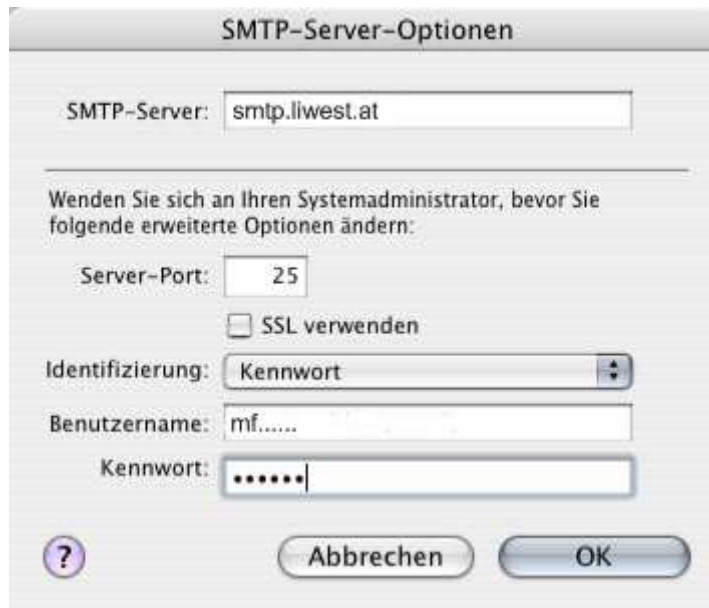 SMTP-Server-Optionen
SMTP-Server: smtp.liwest.at
Wenden Sie sich an Ihren Systemadministrator, bevor Sie
folgende erweiterte Optionen ändern:
Server-Port: 25
SSL verwenden
Identifizierung: Kennwort
Benutzername: mf......
Kennwort: ••••••
? Abbrechen OK